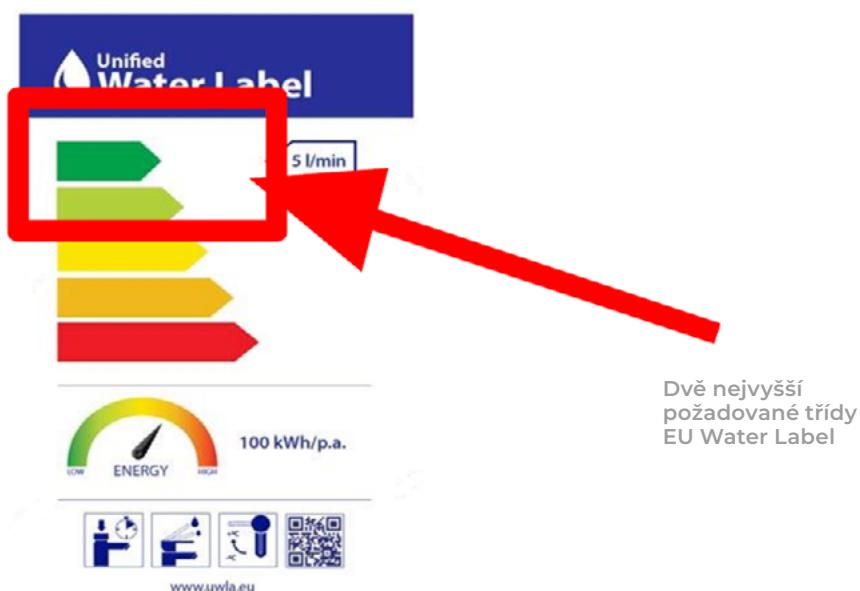 Unified
Water Label
5 l/min
100 kWh/p.a.
LOW ENERGY HIGH
Dvě nejvyšší
požadované třídy
EU Water Label
www.uwla.eu